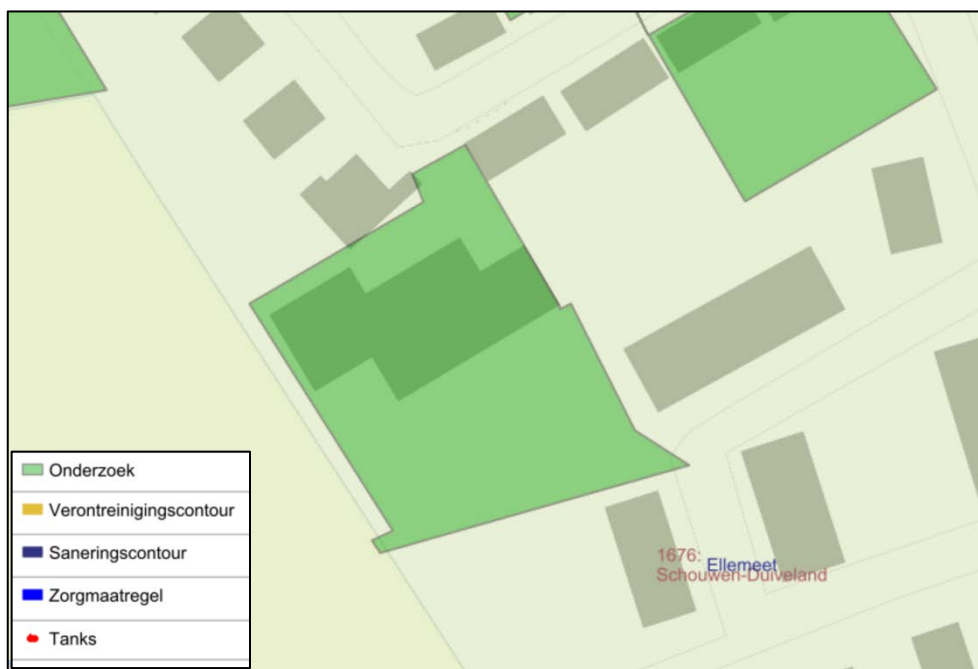 Onderzoek
Verontreinigingscontour
Saneringscontour
Zorgmaatregel
Tanks
1676:
Ellemeet
Schouwen-Duiveland